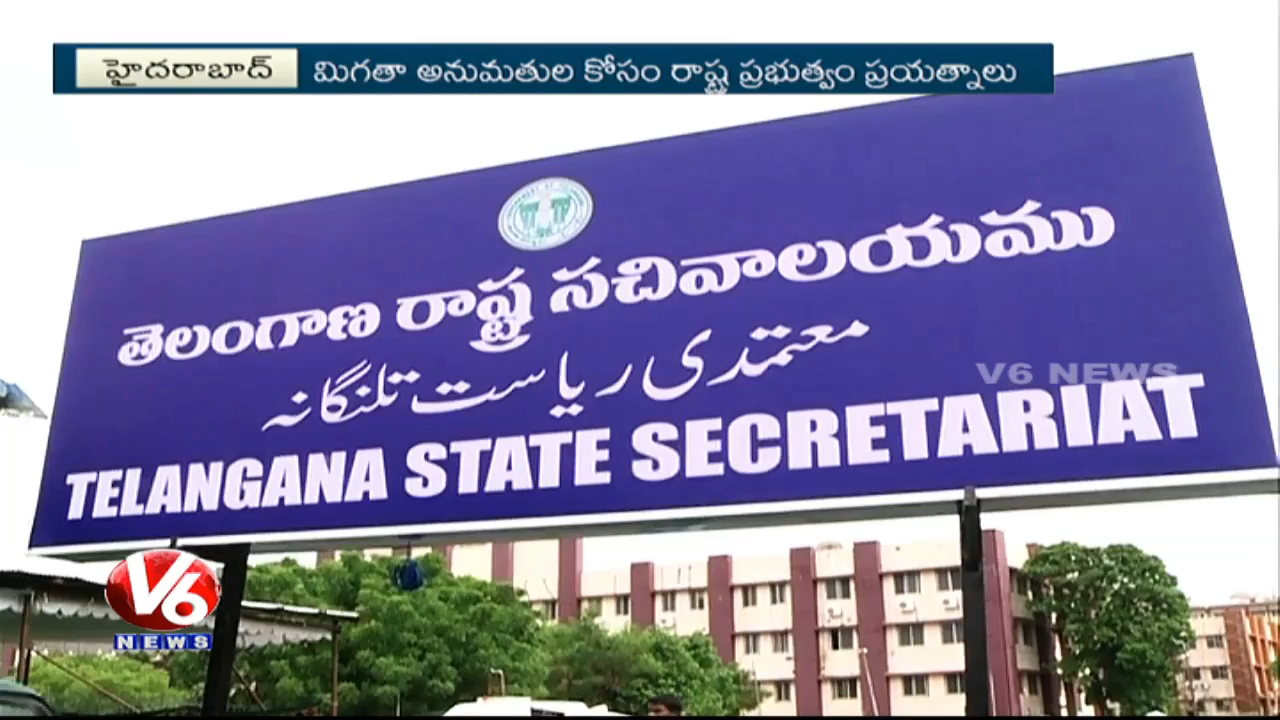 హైదరాబాద్ మిగతా అనుమతుల కోసం రాష్ట్ర ప్రభుత్వం ప్రయత్నాలు
తెలంగాణ రాష్ట్ర సచివాలయము
معتمدی ریاست تلنگانہ
V6 NEWS
TELANGANA STATE SECRETARIAT
V6
NEWS